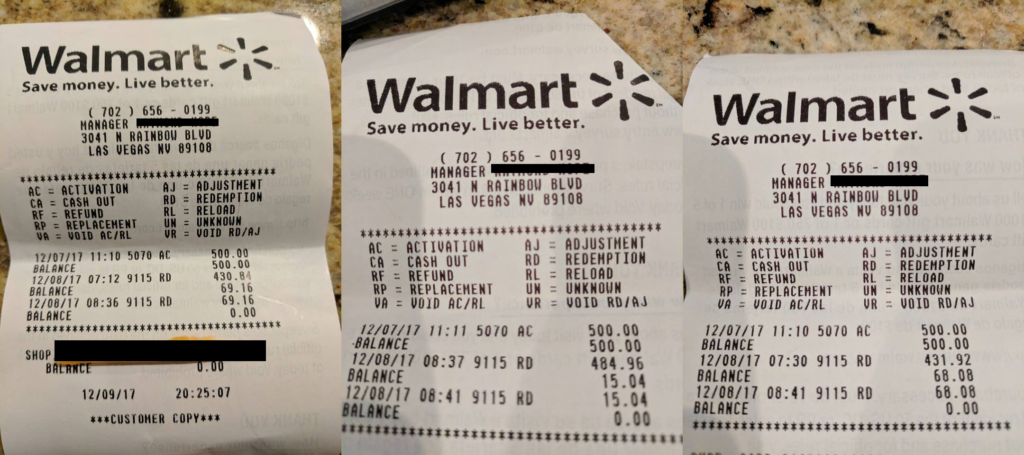 Walmart
Save money. Live better.
( 702 ) 656 - 0199
MANAGER
3041 N RAINBOW BLVD
LAS VEGAS NV 89108
****************************************
AC = ACTIVATION AJ = ADJUSTMENT
CA = CASH OUT RD = REDEMPTION
RF = REFUND RL = RELOAD
RP = REPLACEMENT UN = UNKNOWN
VA = VOID AC/RL VR = VOID RD/AJ
12/07/17 11:10 5070 AC 500.00
BALANCE 500.00
12/08/17 07:12 9115 RD 430.84
BALANCE 69.16
12/08/17 08:36 9115 RD 69.16
BALANCE 0.00
****************************************
SHOP
BALANCE 0.00
12/09/17 20:25:07
***CUSTOMER COPY***
Walmart
Save money. Live better.
( 702 ) 656 - 0199
MANAGER
3041 N RAINBOW BLVD
LAS VEGAS NV 89108
****************************************
AC = ACTIVATION AJ = ADJUSTMENT
CA = CASH OUT RD = REDEMPTION
RF = REFUND RL = RELOAD
RP = REPLACEMENT UN = UNKNOWN
VA = VOID AC/RL VR = VOID RD/AJ
12/07/17 11:11 5070 AC 500.00
BALANCE 500.00
12/08/17 08:37 9115 RD 484.96
BALANCE 15.04
12/08/17 08:41 9115 RD 15.04
BALANCE 0.00
****************************************
Walmart
Save money. Live better.
( 702 ) 656 - 0199
MANAGER
3041 N RAINBOW BLVD
LAS VEGAS NV 89108
****************************************
AC = ACTIVATION AJ = ADJUSTMENT
CA = CASH OUT RD = REDEMPTION
RF = REFUND RL = RELOAD
RP = REPLACEMENT UN = UNKNOWN
VA = VOID AC/RL VR = VOID RD/AJ
12/07/17 11:10 5070 AC 500.00
BALANCE 500.00
12/08/17 07:30 9115 RD 431.92
BALANCE 68.08
12/08/17 08:41 9115 RD 68.08
BALANCE 0.00
****************************************